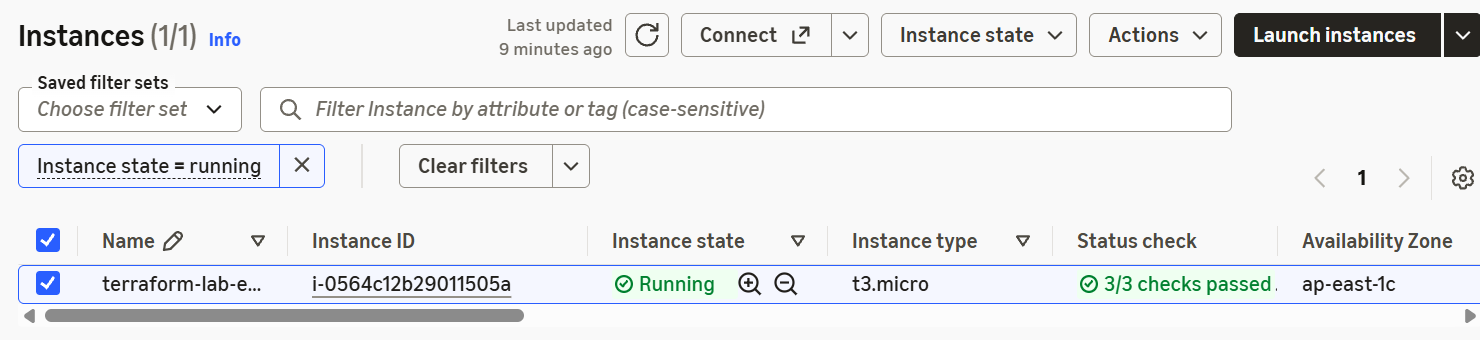 Instances (1/1) Info
Last updated
9 minutes ago
Connect
Instance state
Actions
Launch instances
Saved filter sets
Choose filter set
Filter Instance by attribute or tag (case-sensitive)
Instance state = running
Clear filters
1
Name Instance ID Instance state Instance type Status check Availability Zone
terraform-lab-e... i-0564c12b29011505a Running t3.micro 3/3 checks passed ap-east-1c